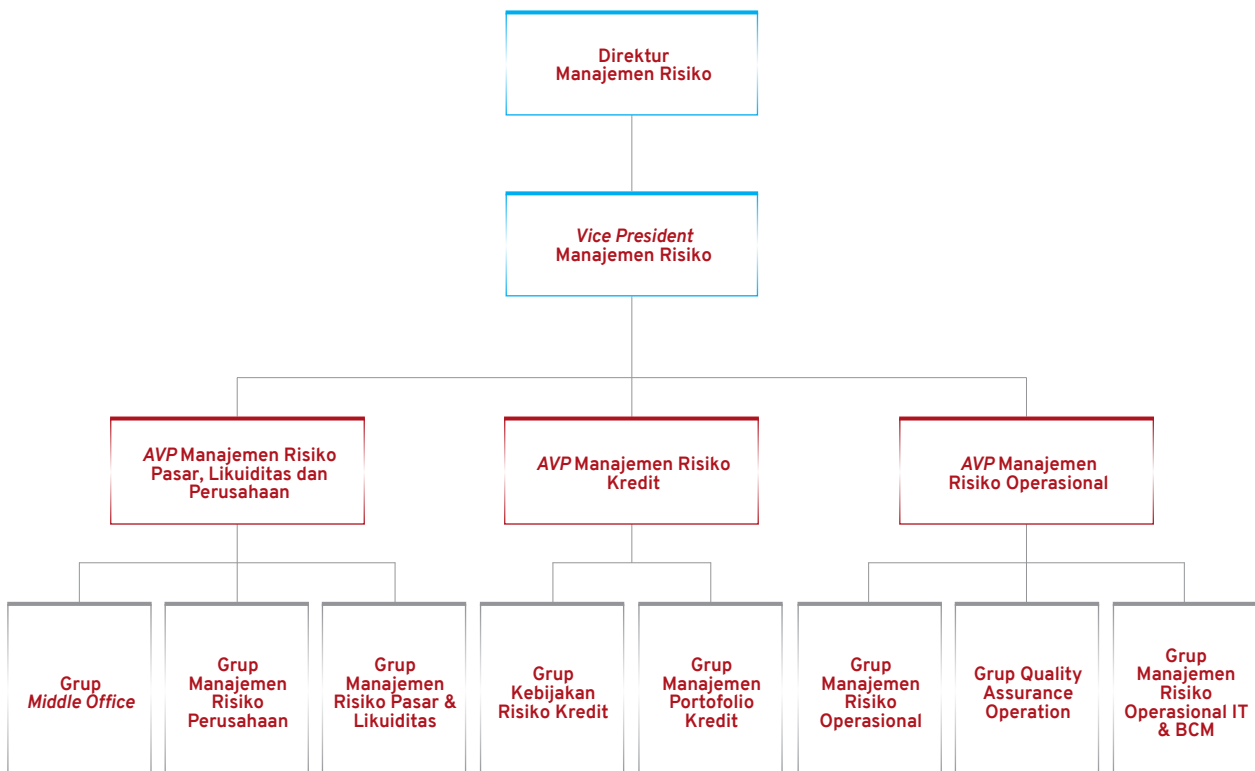 Direktur
Manajemen Risiko
Vice President
Manajemen Risiko
AVP Manajemen Risiko
Pasar, Likuiditas dan
Perusahaan
AVP Manajemen Risiko
Kredit
AVP Manajemen
Risiko Operasional
Grup
Middle Office
Grup
Manajemen
Risiko
Perusahaan
Grup
Manajemen
Risiko Pasar &
Likuiditas
Grup
Kebijakan
Risiko Kredit
Grup
Manajemen
Portofolio
Kredit
Grup
Manajemen
Risiko
Operasional
Grup Quality
Assurance
Operation
Grup
Manajemen
Risiko
Operasional IT
& BCM